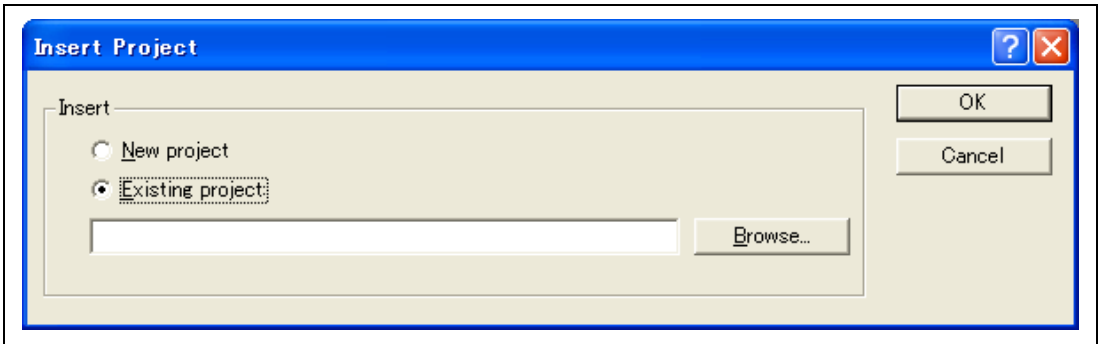 Insert Project
?
Insert
OK
New project
Cancel
Existing project:
Browse...